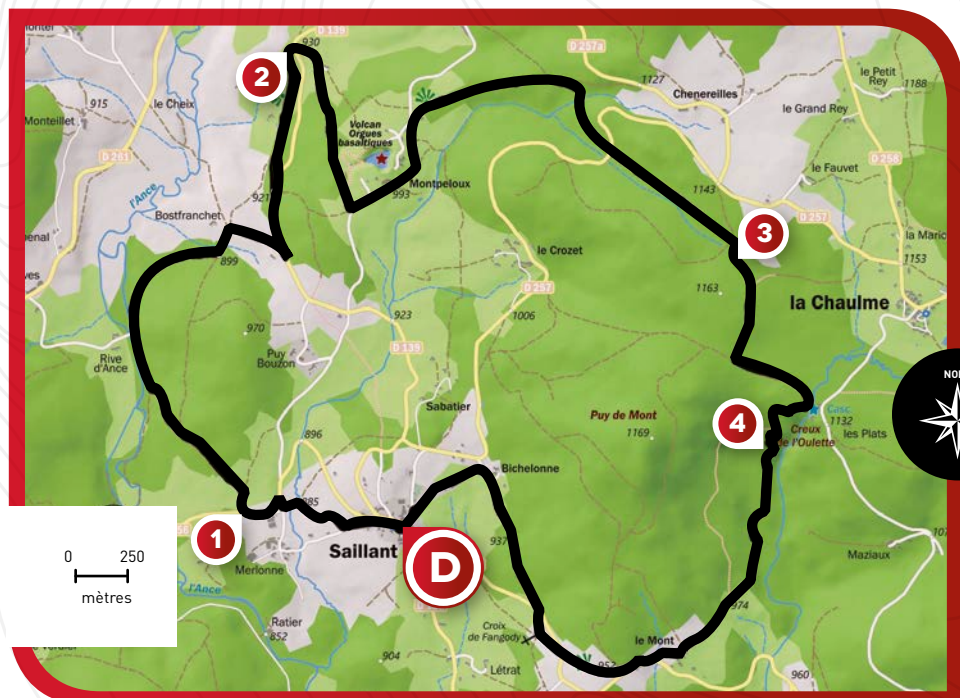 D 139
930
2
D 257a
1127
Chenereilles
le Petit
Rey
1188
915
le Cheix
le Grand Rey
Monteillet
Volcan
Orgues
basaltiques
D 261
D 258
le Fauvet
l'Ance
Montpeloux
993
921
1143
Bostfranchet
D 257
3
899
le Crozet
1153
D 257
1163
la Chaulme
1006
923
970
D 139
Puy
Bouzon
Rive
d'Ance
Sabatier
Puy de Mont
1169
4
Casc
1132
Creux
de l'Oulette
les Plats
896
Bichelonne
1
937
Saillant
D
Merlonne
Maziaux
0 250
mètres
l'Ance
Ratier
852
974
Croix
de Fangody
le Mont
904
Létrat
960